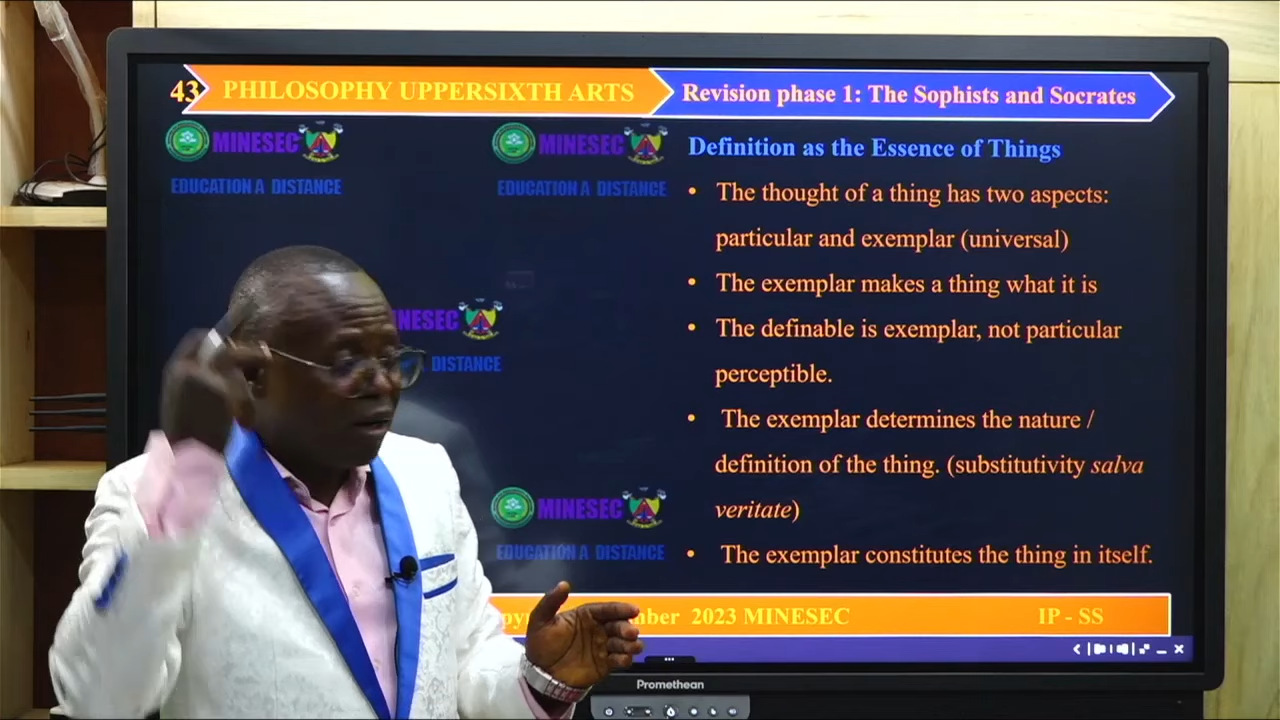 43 PHILOSOPHY UPPERSIXTH ARTS
Revision phase 1: The Sophists and Socrates
MINESEC
EDUCATION A DISTANCE
MINESEC
EDUCATION A DISTANCE
Definition as the Essence of Things
• The thought of a thing has two aspects:
particular and exemplar (universal)
• The exemplar makes a thing what it is
• The definable is exemplar, not particular
perceptible.
• The exemplar determines the nature /
definition of the thing. (substitutivity salva
veritate)
• The exemplar constitutes the thing in itself.
DISTANCE
MINESEC
EDUCATION A DISTANCE
2023 MINESEC
IP - SS
Promethean